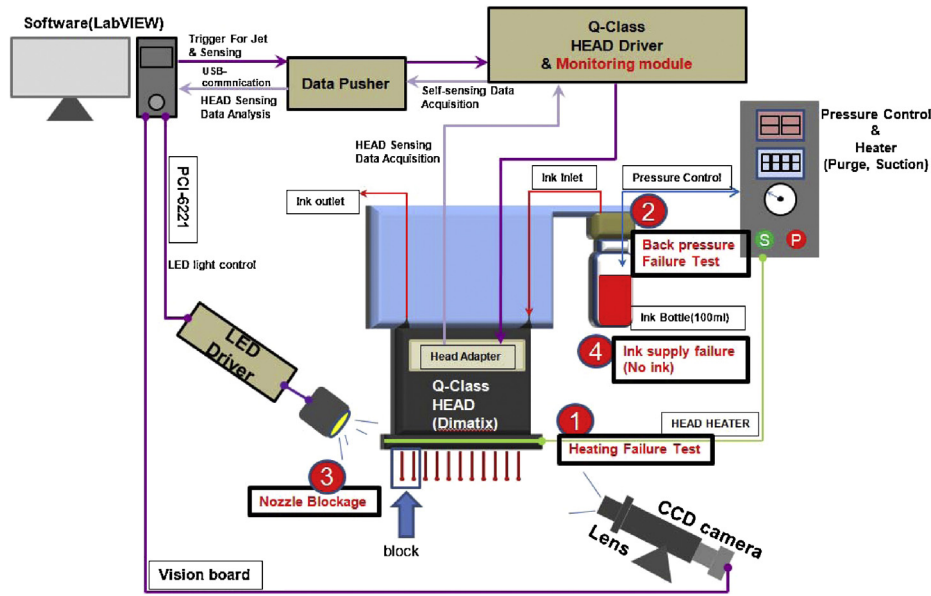 Software(LabVIEW)
Trigger For Jet
& Sensing
USB-
commnication
HEAD Sensing
Data Analysis
Data Pusher
Q-Class
HEAD Driver
& Monitoring module
Self-sensing Data
Acquisition
HEAD Sensing
Data Acquisition
Pressure Control
&
Heater
(Purge, Suction)
S
P
PCI-6221
LED light control
Ink outlet
Ink Inlet
Pressure Control
2
Back pressure
Failure Test
Ink Bottle(100ml)
4
Ink supply failure
(No ink)
Head Adapter
Q-Class
HEAD
(Dimatix)
LED
Driver
1
Heating Failure Test
HEAD HEATER
3
Nozzle Blockage
block
Lens
CCD camera
Vision board